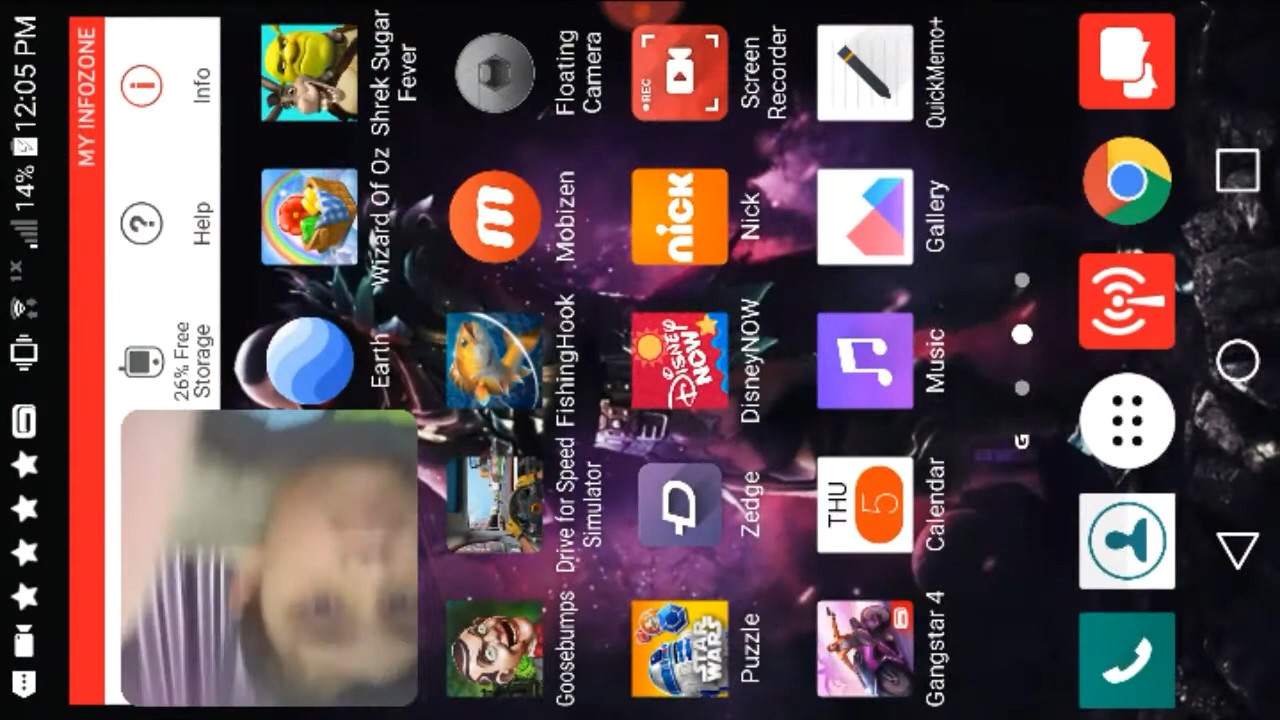 1X 14% 12:05 PM
MY INFOZONE
26% Free
Storage
Help
Info
Earth
Wizard Of Oz
Shrek Sugar
Fever
m
Goosebumps
Drive for Speed
Simulator
FishingHook
Mobizen
Floating
Camera
STAR
WARS
DISNEY
NOW!
nick
REC
Puzzle
Zedge
DisneyNOW
Nick
Screen
Recorder
THU
5
Gangstar 4
Calendar
Music
Gallery
QuickMemo+
G